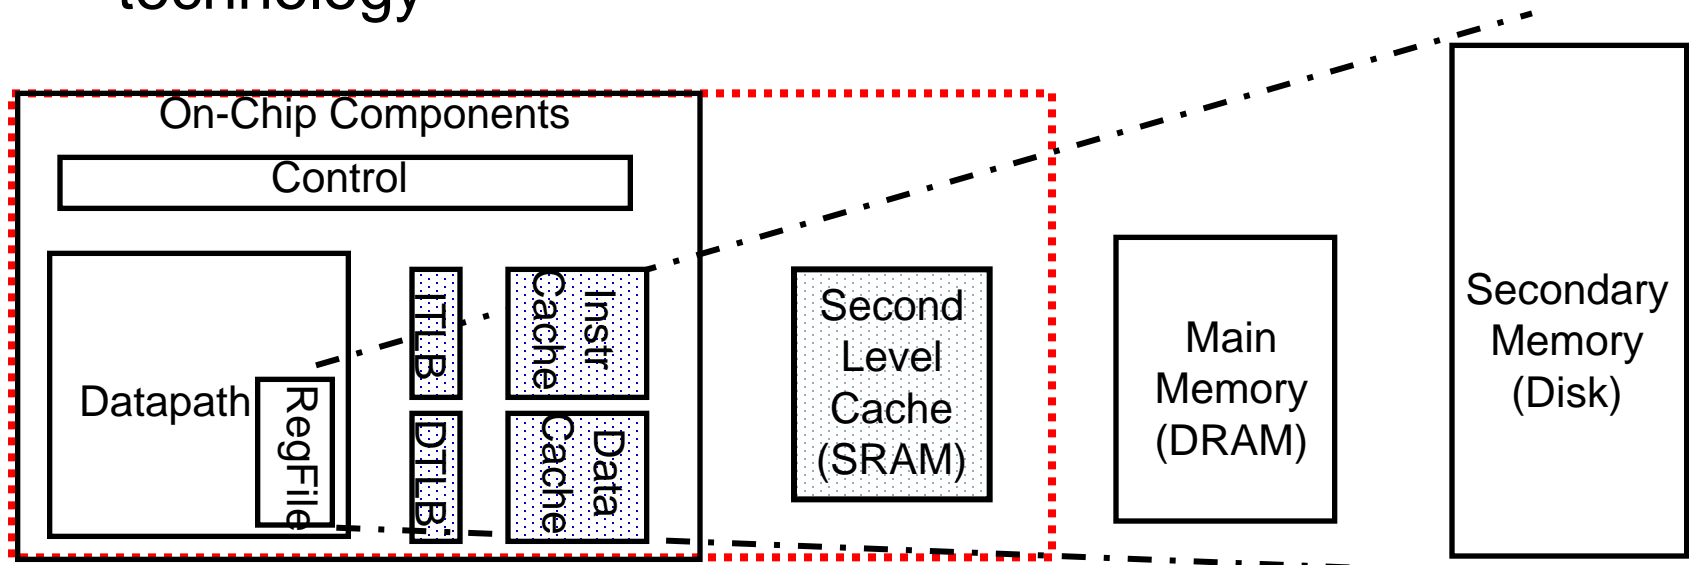 technology
On-Chip Components
Control
Datapath
RegFile
ITLB
Instr
Cache
DTLB
Data
Cache
Second
Level
Cache
(SRAM)
Main
Memory
(DRAM)
Secondary
Memory
(Disk)